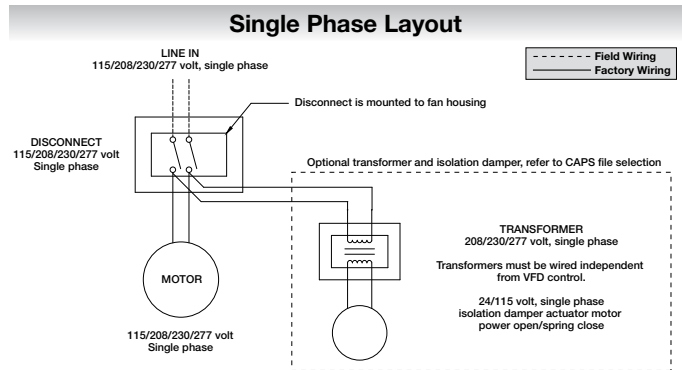 Single Phase Layout
LINE IN
115/208/230/277 volt, single phase
Field Wiring
Factory Wiring
Disconnect is mounted to fan housing
DISCONNECT
115/208/230/277 volt
Single phase
Optional transformer and isolation damper, refer to CAPS file selection
TRANSFORMER
208/230/277 volt, single phase
Transformers must be wired independent
from VFD control.
24/115 volt, single phase
isolation damper actuator motor
power open/spring close
MOTOR
115/208/230/277 volt
Single phase